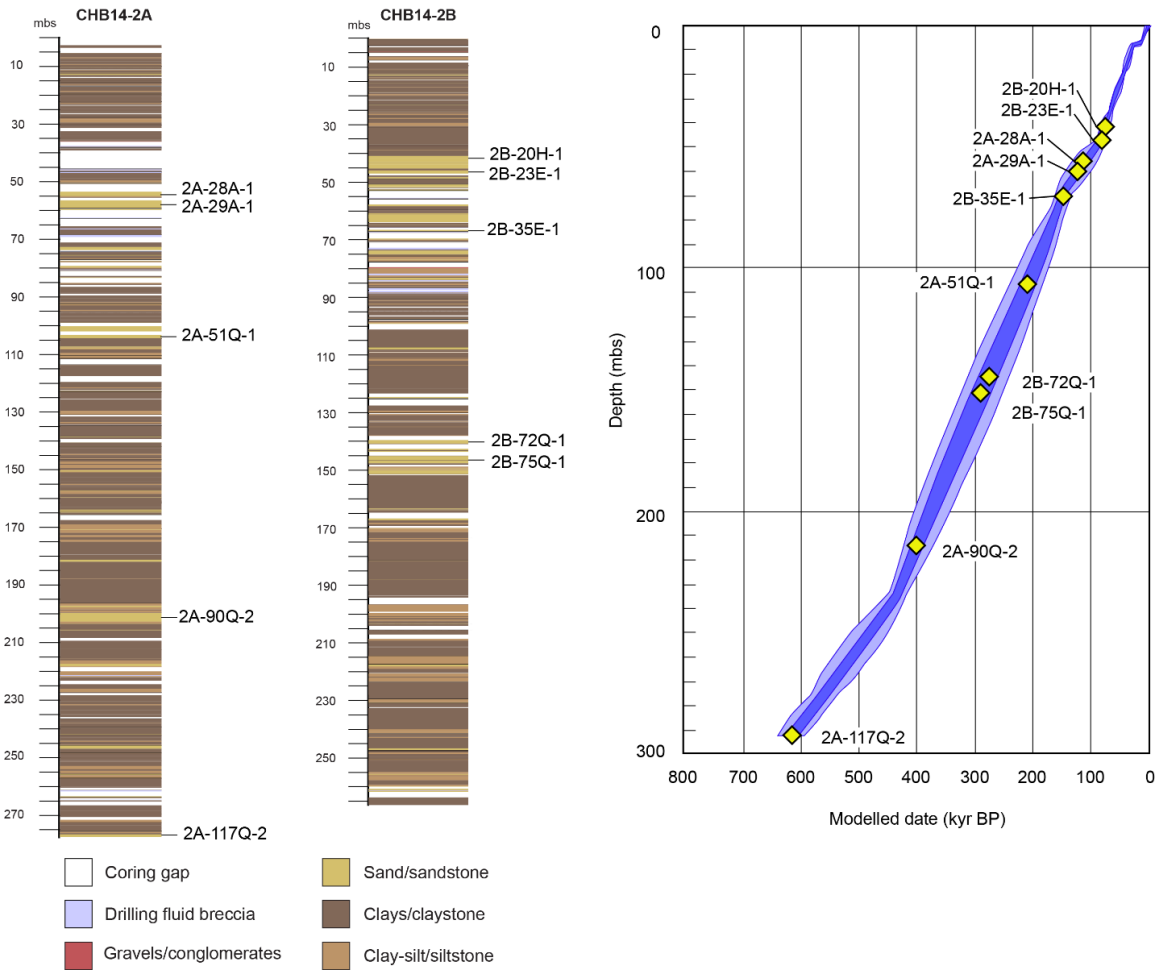 CHB14-2A
mbs
10
30
50
70
90
110
130
150
170
190
210
230
250
270
2A-28A-1
2A-29A-1
2A-51Q-1
2A-90Q-2
2A-117Q-2
CHB14-2B
mbs
10
30
50
70
90
110
130
150
170
190
210
230
250
2B-20H-1
2B-23E-1
2B-35E-1
2B-72Q-1
2B-75Q-1
Coring gap
Drilling fluid breccia
Gravels/conglomerates
Sand/sandstone
Clays/claystone
Clay-silt/siltstone
Depth (mbs)
0
100
200
300
2B-20H-1
2B-23E-1
2A-28A-1
2A-29A-1
2B-35E-1
2A-51Q-1
2B-72Q-1
2B-75Q-1
2A-90Q-2
2A-117Q-2
800 700 600 500 400 300 200 100 0
Modelled date (kyr BP)